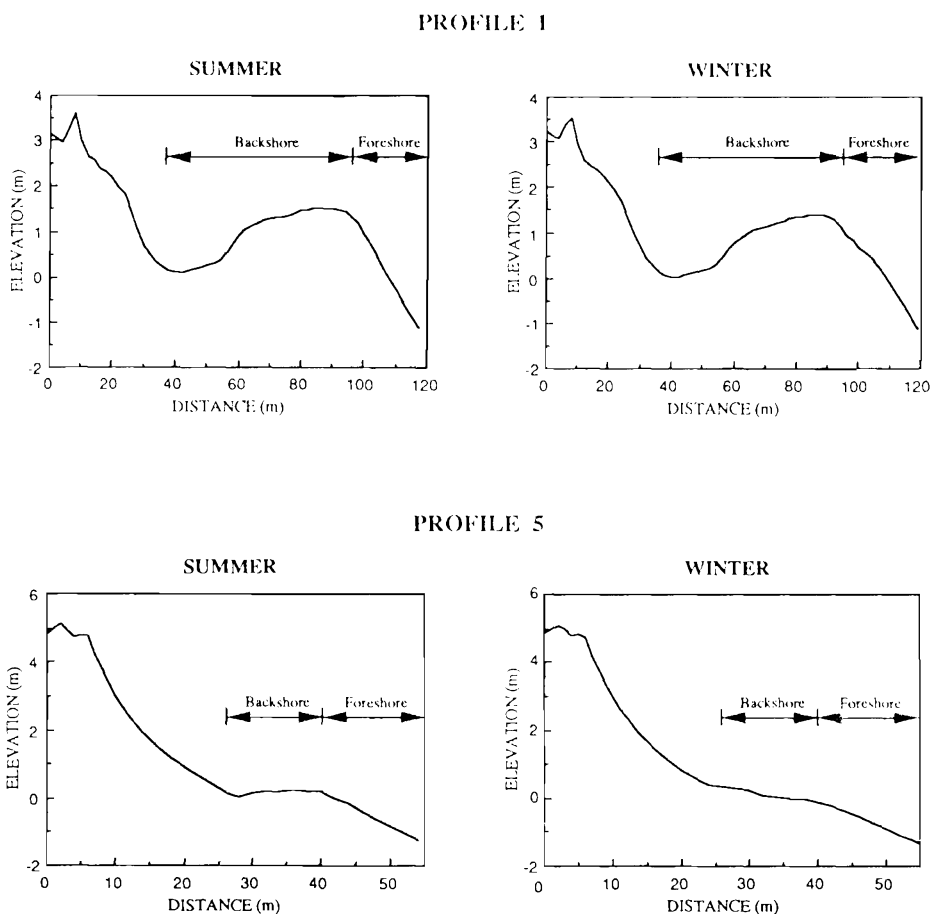 PROFILE 1
SUMMER
4
3
2
1
0
-1
-2
ELEVATION (m)
Backshore
Foreshore
0 20 40 60 80 100 120
DISTANCE (m)
WINTER
4
3
2
1
0
-1
-2
ELEVATION (m)
Backshore
Foreshore
0 20 40 60 80 100 120
DISTANCE (m)
PROFILE 5
SUMMER
6
4
2
0
-2
ELEVATION (m)
Backshore
Foreshore
0 10 20 30 40 50
DISTANCE (m)
WINTER
6
4
2
0
-2
ELEVATION (m)
Backshore
Foreshore
0 10 20 30 40 50
DISTANCE (m)